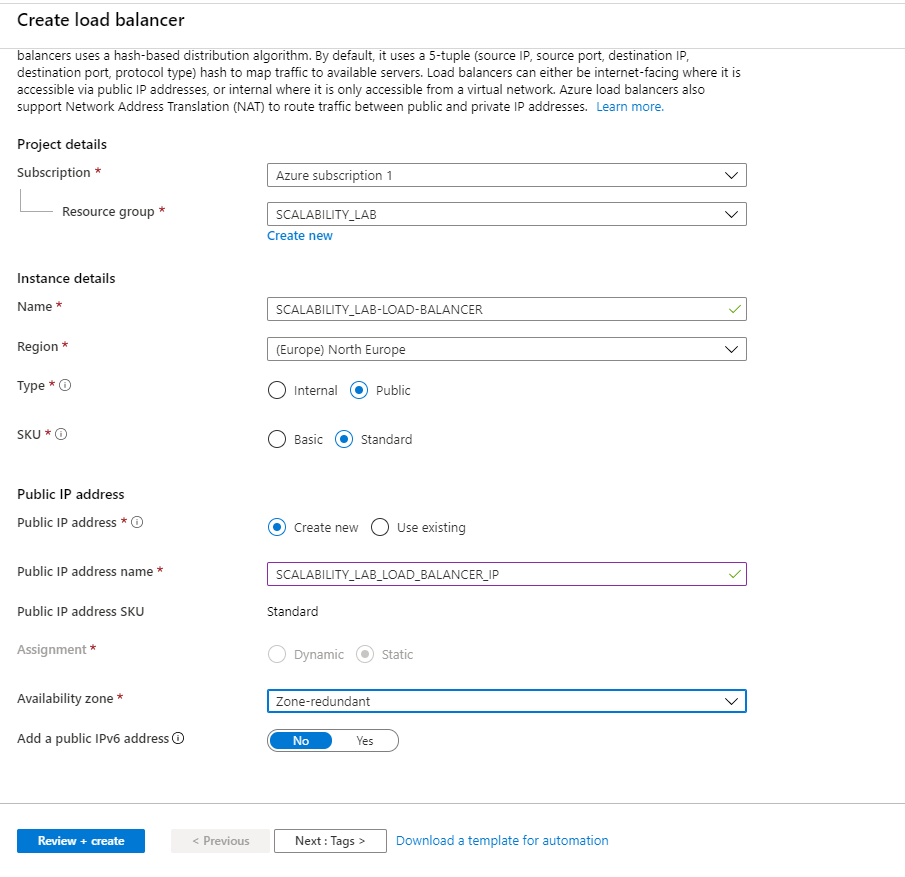 Create load balancer
balancers uses a hash-based distribution algorithm. By default, it uses a 5-tuple (source IP, source port, destination IP,
destination port, protocol type) hash to map traffic to available servers. Load balancers can either be internet-facing where it is
accessible via public IP addresses, or internal where it is only accessible from a virtual network. Azure load balancers also
support Network Address Translation (NAT) to route traffic between public and private IP addresses. Learn more.
Project details
Subscription * Azure subscription 1
Resource group * SCALABILITY_LAB
Create new
Instance details
Name * SCALABILITY_LAB-LOAD-BALANCER
Region * (Europe) North Europe
Type * Internal Public
SKU * Basic Standard
Public IP address
Public IP address * Create new Use existing
Public IP address name * SCALABILITY_LAB_LOAD_BALANCER_IP
Public IP address SKU Standard
Assignment * Dynamic Static
Availability zone * Zone-redundant
Add a public IPv6 address No Yes
Review + create < Previous Next : Tags > Download a template for automation